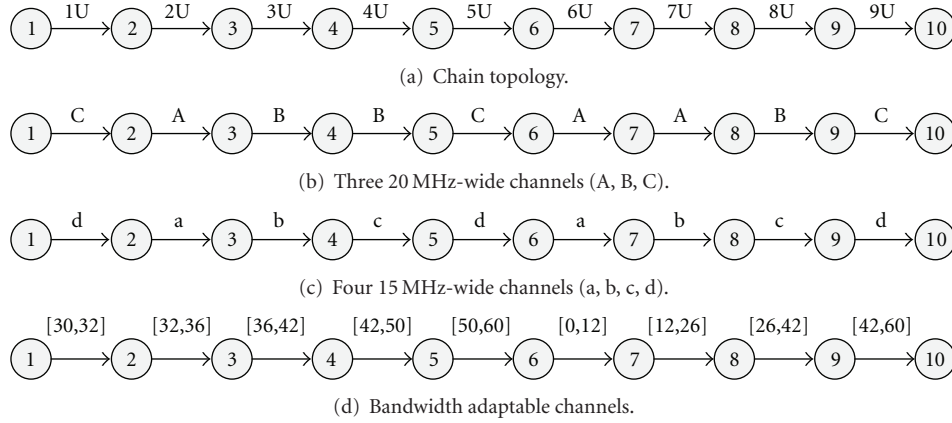 1U 2U 3U 4U 5U 6U 7U 8U 9U
1 2 3 4 5 6 7 8 9 10
(a) Chain topology.
C A B B C A A B C
1 2 3 4 5 6 7 8 9 10
(b) Three 20 MHz-wide channels (A, B, C).
d a b c d a b c d
1 2 3 4 5 6 7 8 9 10
(c) Four 15 MHz-wide channels (a, b, c, d).
[30,32] [32,36] [36,42] [42,50] [50,60] [0,12] [12,26] [26,42] [42,60]
1 2 3 4 5 6 7 8 9 10
(d) Bandwidth adaptable channels.